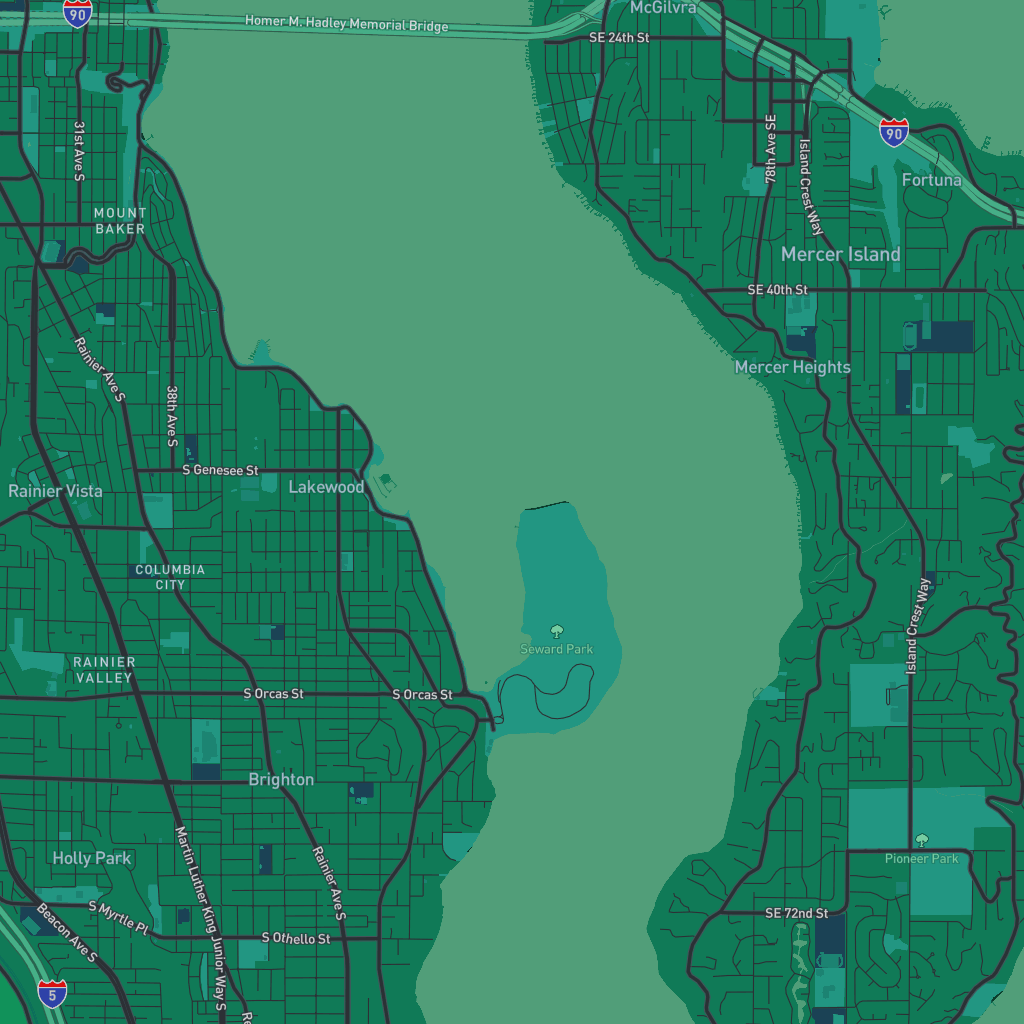 McGilvra
90
Homer M. Hadley Memorial Bridge
SE 24th St
31st Ave S
78th Ave SE
Island Crest Way
90
Fortuna
MOUNT
BAKER
Mercer Island
SE 40th St
Rainier Ave S
38th Ave S
Mercer Heights
S Genesee St
Lakewood
Rainier Vista
COLUMBIA
CITY
Island Crest Way
Seward Park
RAINIER
VALLEY
S Orcas St
S Orcas St
Brighton
Martin Luther King Junior Way S
Rainier Ave S
Holly Park
Pioneer Park
S Myrtle Pl
Beacon Ave S
SE 72nd St
S Othello St
5